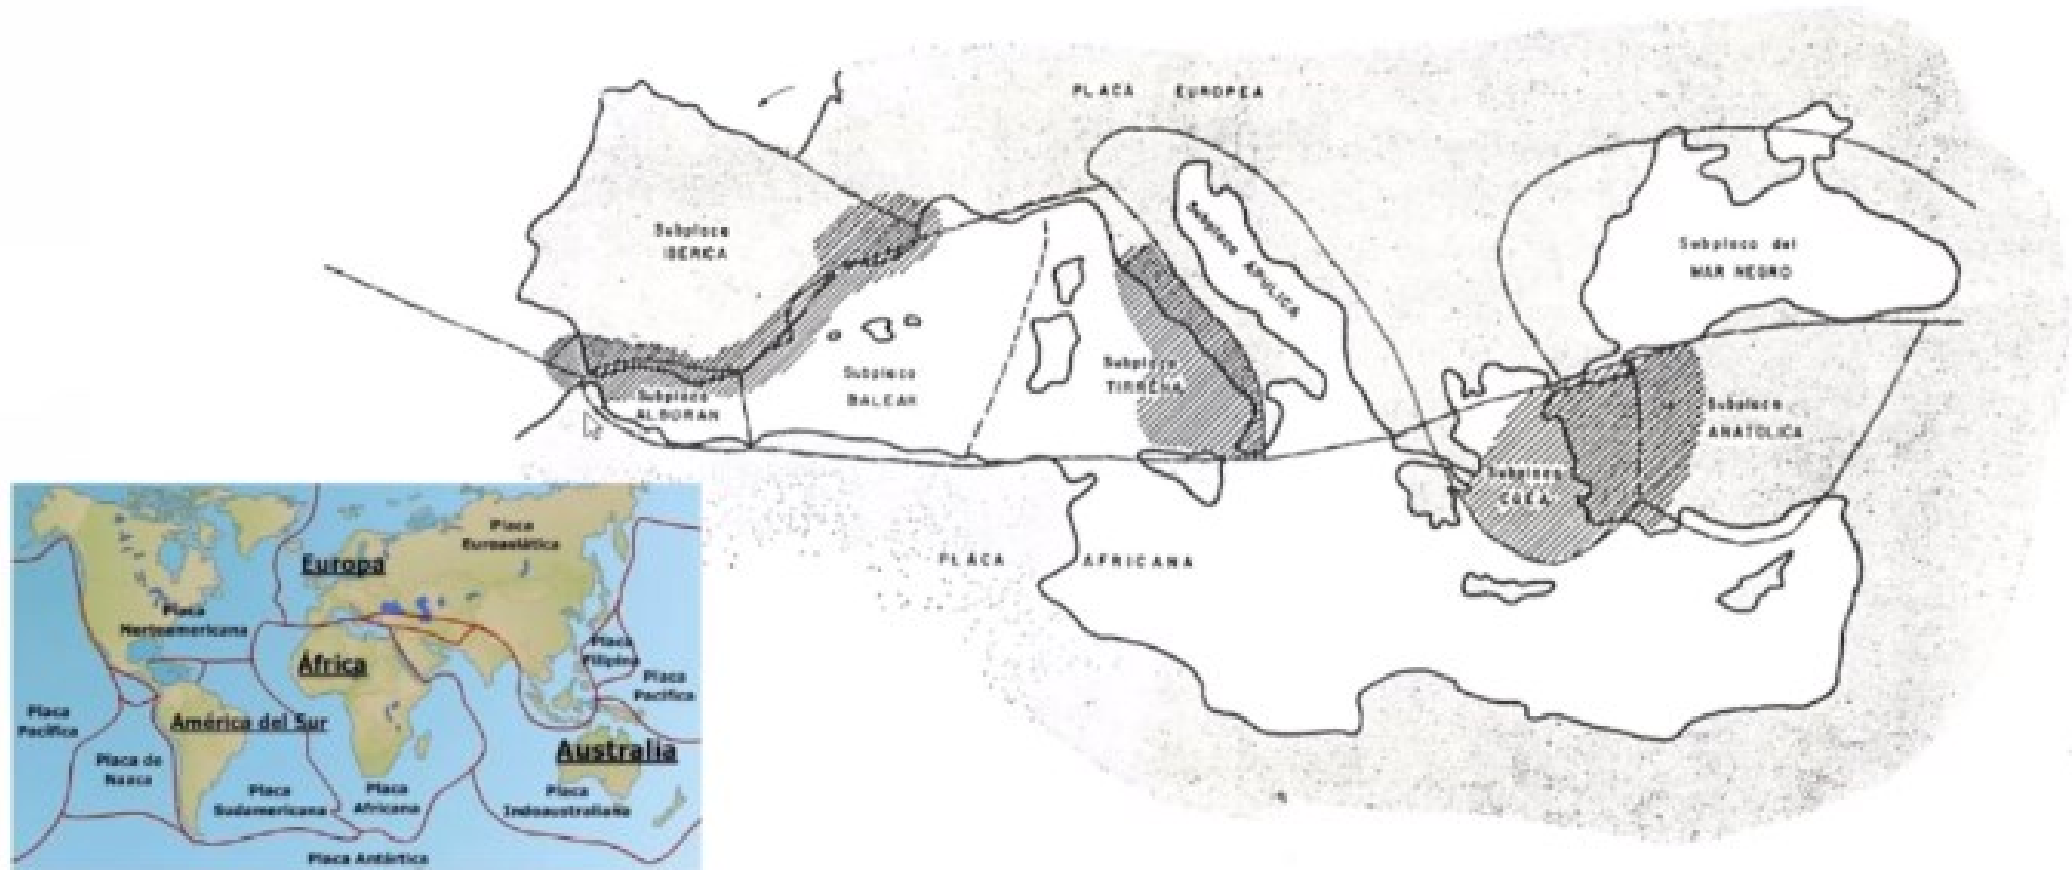 PLACA EUROPEA
Subplaca
IBERICA
Subplaca APULICA
Subplaca del
MAR NEGRO
Subplaca
TIRRENA
Subplaca
BALEAR
Subplaca
ALBORAN
Subplaca
ANATOLICA
Subplaca
EGEA
PLACA AFRICANA
Placa
Euroasiática
Europa
Placa
Norteamericana
África
Placa
Filipina
Placa
Pacífica
Placa
Pacífica
América del Sur
Australia
Placa de
Nazca
Placa
Sudamericana
Placa
Africana
Placa
Indoaustraliana
Placa Antártica